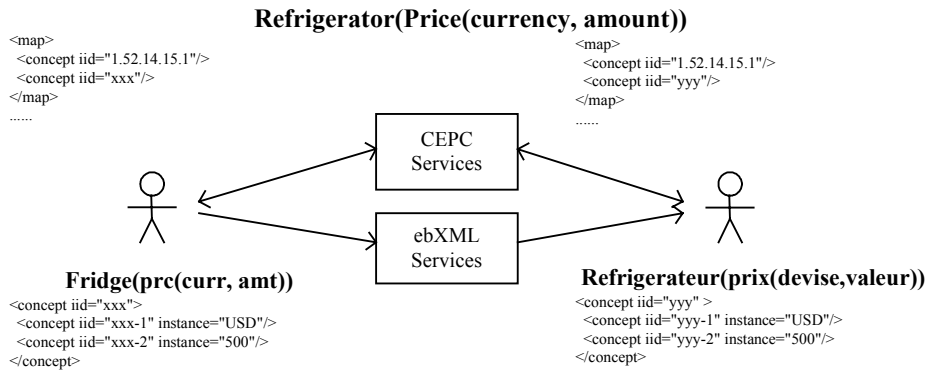 Refrigerator(Price(currency, amount))
<map>
<concept iid="1.52.14.15.1"/>
<concept iid="xxx"/>
</map>
......
<map>
<concept iid="1.52.14.15.1"/>
<concept iid="yyy"/>
</map>
......
CEPC
Services
ebXML
Services
Fridge(prc(curr, amt))
<concept iid="xxx">
<concept iid="xxx-1" instance="USD"/>
<concept iid="xxx-2" instance="500"/>
</concept>
Refrigerateur(prix(devise,valeur))
<concept iid="yyy" >
<concept iid="yyy-1" instance="USD"/>
<concept iid="yyy-2" instance="500"/>
</concept>